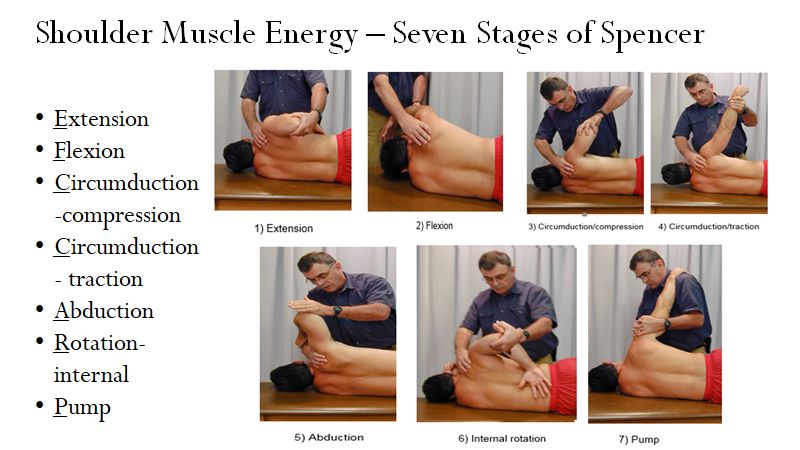 Shoulder Muscle Energy – Seven Stages of Spencer
• Extension
• Flexion
• Circumduction
-compression
• Circumduction
- traction
• Abduction
• Rotation-
internal
• Pump
1) Extension
2) Flexion
3) Circumduction/compression
4) Circumduction/traction
5) Abduction
6) Internal rotation
7) Pump